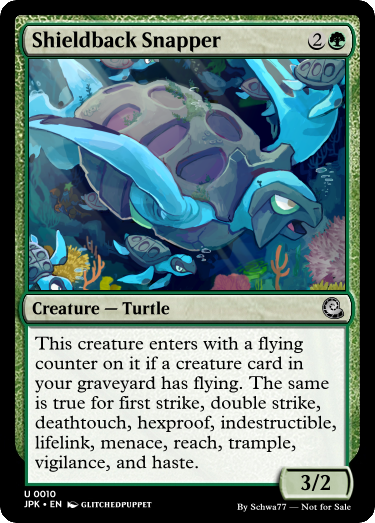 Shieldback Snapper 2
Creature — Turtle
This creature enters with a flying
counter on it if a creature card in
your graveyard has flying. The same
is true for first strike, double strike,
deathtouch, hexproof, indestructible,
lifelink, menace, reach, trample,
vigilance, and haste.
3/2
U 0010
JPK • EN GLITCHEDPUPPET
By Schwa77 — Not for Sale